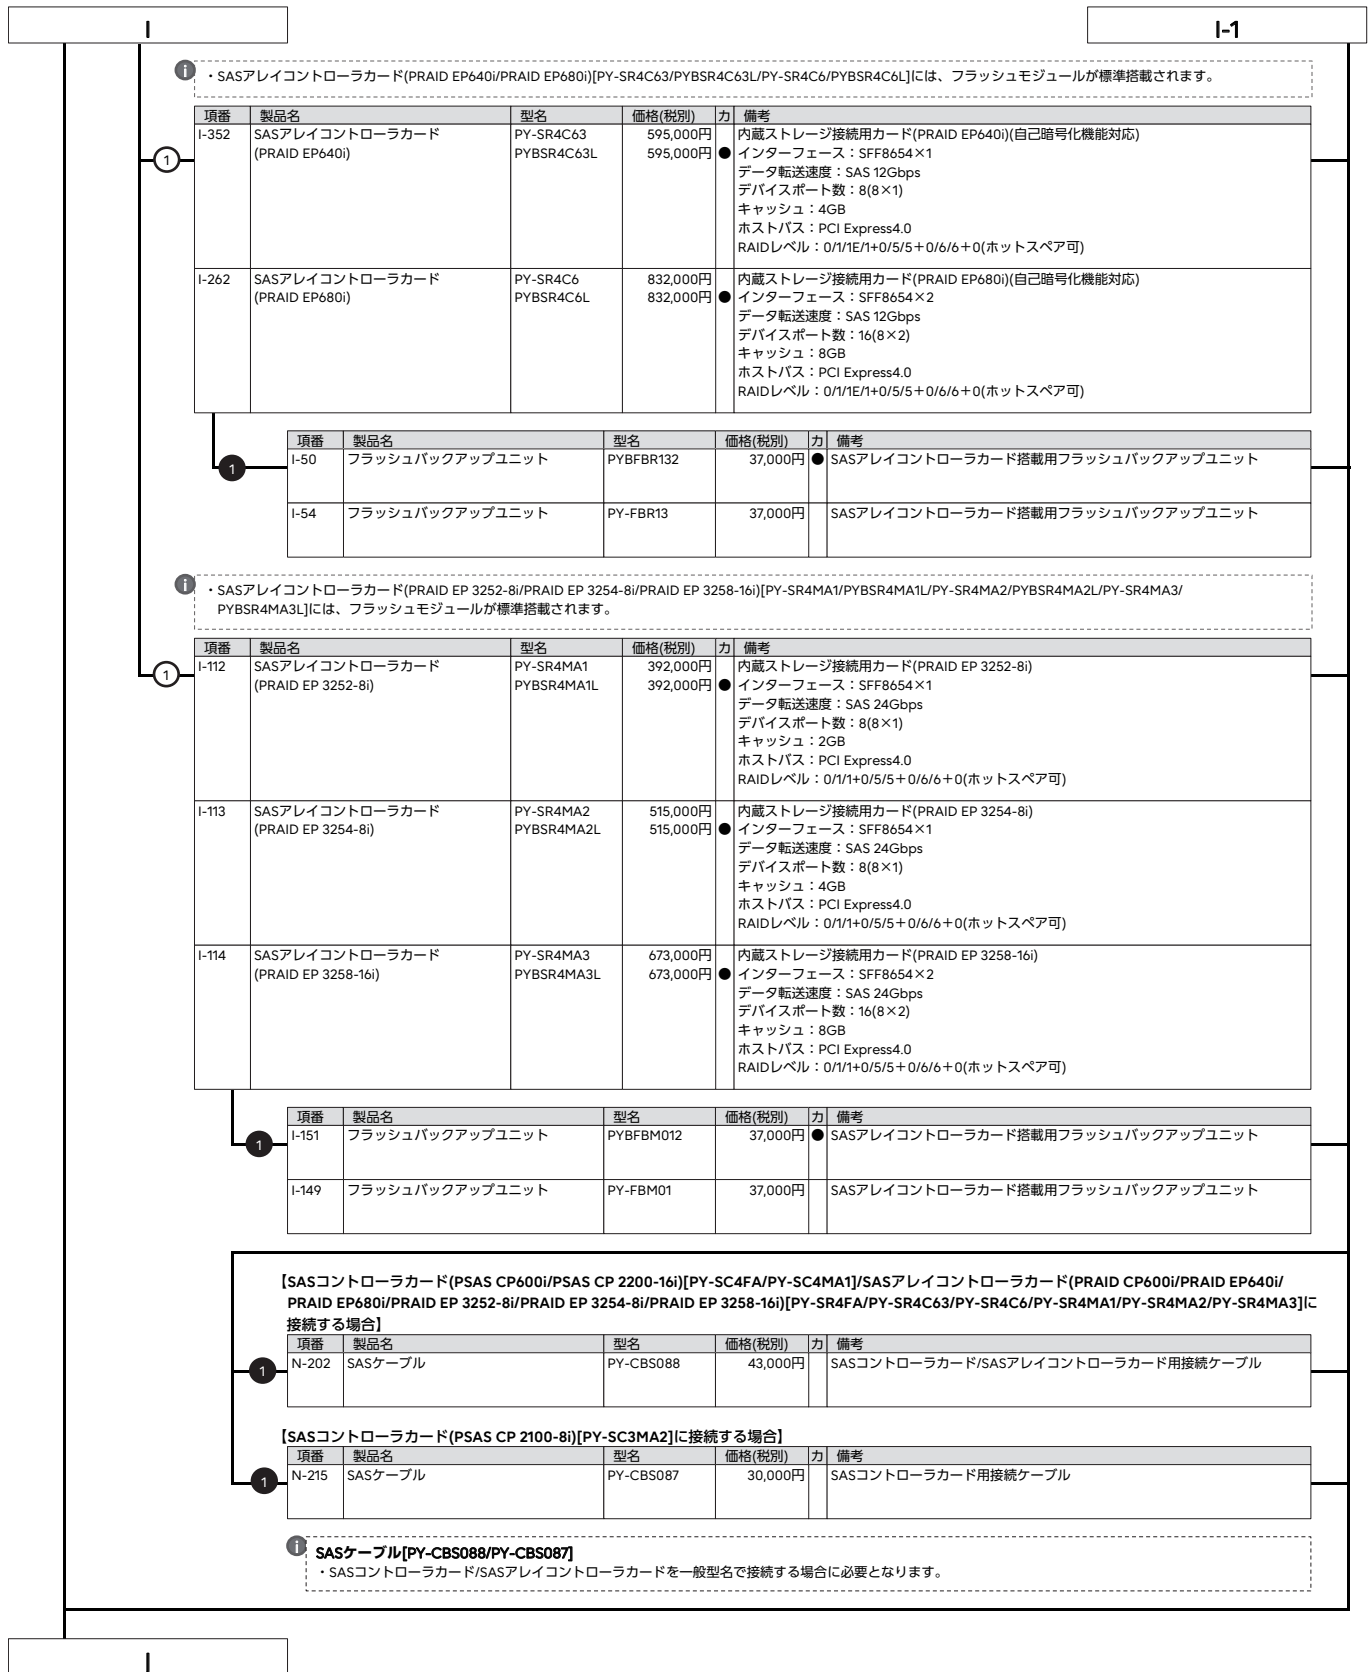 I
I-1
・SASアレイコントローラカード(PRAID EP640i/PRAID EP680i)[PY-SR4C63/PYBSR4C63L/PY-SR4C6/PYBSR4C6L]には、フラッシュモジュールが標準搭載されます。
項番 製品名 型名 価格(税別) カ 備考
I-352 SASアレイコントローラカード PY-SR4C63 595,000円 内蔵ストレージ接続用カード(PRAID EP640i)(自己暗号化機能対応)
1 (PRAID EP640i) PYBSR4C63L 595,000円 ● インターフェース：SFF8654×1
データ転送速度：SAS 12Gbps
デバイスポート数：8(8×1)
キャッシュ：4GB
ホストバス：PCI Express4.0
RAIDレベル：0/1/1E/1+0/5/5＋0/6/6＋0(ホットスペア可)
I-262 SASアレイコントローラカード PY-SR4C6 832,000円 内蔵ストレージ接続用カード(PRAID EP680i)(自己暗号化機能対応)
(PRAID EP680i) PYBSR4C6L 832,000円 ● インターフェース：SFF8654×2
データ転送速度：SAS 12Gbps
デバイスポート数：16(8×2)
キャッシュ：8GB
ホストバス：PCI Express4.0
RAIDレベル：0/1/1E/1+0/5/5＋0/6/6＋0(ホットスペア可)
項番 製品名 型名 価格(税別) カ 備考
1 I-50 フラッシュバックアップユニット PYBFBR132 37,000円 ● SASアレイコントローラカード搭載用フラッシュバックアップユニット
I-54 フラッシュバックアップユニット PY-FBR13 37,000円 SASアレイコントローラカード搭載用フラッシュバックアップユニット
・SASアレイコントローラカード(PRAID EP 3252-8i/PRAID EP 3254-8i/PRAID EP 3258-16i)[PY-SR4MA1/PYBSR4MA1L/PY-SR4MA2/PYBSR4MA2L/PY-SR4MA3/
PYBSR4MA3L]には、フラッシュモジュールが標準搭載されます。
項番 製品名 型名 価格(税別) カ 備考
1 I-112 SASアレイコントローラカード PY-SR4MA1 392,000円 内蔵ストレージ接続用カード(PRAID EP 3252-8i)
(PRAID EP 3252-8i) PYBSR4MA1L 392,000円 ● インターフェース：SFF8654×1
データ転送速度：SAS 24Gbps
デバイスポート数：8(8×1)
キャッシュ：2GB
ホストバス：PCI Express4.0
RAIDレベル：0/1/1+0/5/5＋0/6/6＋0(ホットスペア可)
I-113 SASアレイコントローラカード PY-SR4MA2 515,000円 内蔵ストレージ接続用カード(PRAID EP 3254-8i)
(PRAID EP 3254-8i) PYBSR4MA2L 515,000円 ● インターフェース：SFF8654×1
データ転送速度：SAS 24Gbps
デバイスポート数：8(8×1)
キャッシュ：4GB
ホストバス：PCI Express4.0
RAIDレベル：0/1/1+0/5/5＋0/6/6＋0(ホットスペア可)
I-114 SASアレイコントローラカード PY-SR4MA3 673,000円 内蔵ストレージ接続用カード(PRAID EP 3258-16i)
(PRAID EP 3258-16i) PYBSR4MA3L 673,000円 ● インターフェース：SFF8654×2
データ転送速度：SAS 24Gbps
デバイスポート数：16(8×2)
キャッシュ：8GB
ホストバス：PCI Express4.0
RAIDレベル：0/1/1+0/5/5＋0/6/6＋0(ホットスペア可)
項番 製品名 型名 価格(税別) カ 備考
1 I-151 フラッシュバックアップユニット PYBFBM012 37,000円 ● SASアレイコントローラカード搭載用フラッシュバックアップユニット
I-149 フラッシュバックアップユニット PY-FBM01 37,000円 SASアレイコントローラカード搭載用フラッシュバックアップユニット
【SASコントローラカード(PSAS CP600i/PSAS CP 2200-16i)[PY-SC4FA/PY-SC4MA1]/SASアレイコントローラカード(PRAID CP600i/PRAID EP640i/
PRAID EP680i/PRAID EP 3252-8i/PRAID EP 3254-8i/PRAID EP 3258-16i)[PY-SR4FA/PY-SR4C63/PY-SR4C6/PY-SR4MA1/PY-SR4MA2/PY-SR4MA3]に
接続する場合】
項番 製品名 型名 価格(税別) カ 備考
1 N-202 SASケーブル PY-CBS088 43,000円 SASコントローラカード/SASアレイコントローラカード用接続ケーブル
【SASコントローラカード(PSAS CP 2100-8i)[PY-SC3MA2]に接続する場合】
項番 製品名 型名 価格(税別) カ 備考
1 N-215 SASケーブル PY-CBS087 30,000円 SASコントローラカード用接続ケーブル
SASケーブル[PY-CBS088/PY-CBS087]
・SASコントローラカード/SASアレイコントローラカードを一般型名で接続する場合に必要となります。
I